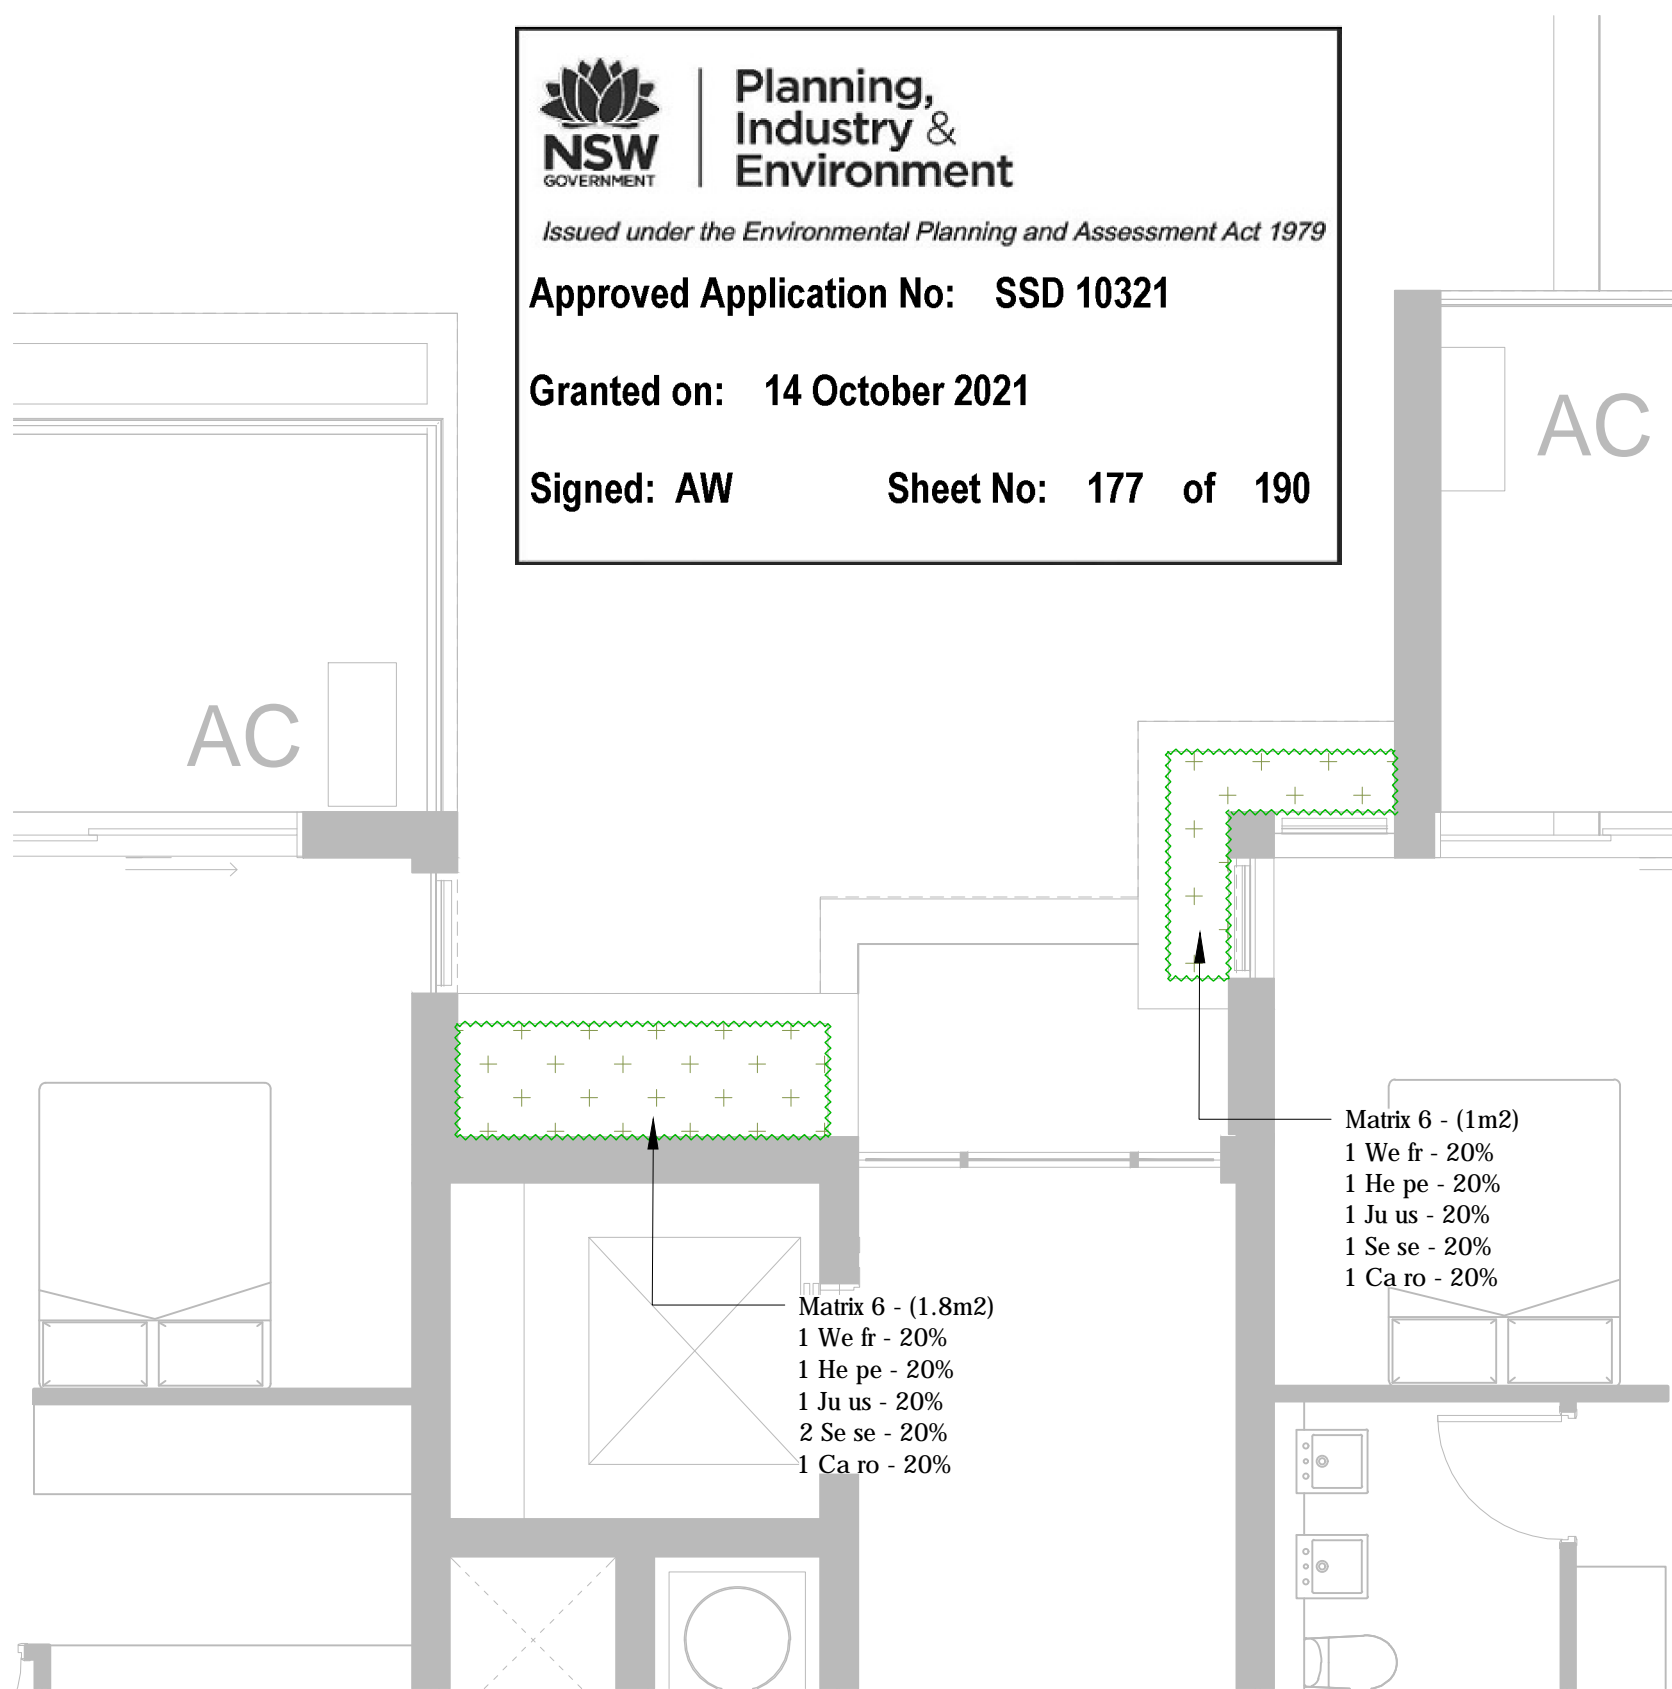 NSW
GOVERNMENT
Planning,
Industry &
Environment
Issued under the Environmental Planning and Assessment Act 1979
Approved Application No: SSD 10321
Granted on: 14 October 2021
Signed: AW Sheet No: 177 of 190
AC
AC
Matrix 6 - (1m2)
1 We fr - 20%
1 He pe - 20%
1 Ju us - 20%
1 Se se - 20%
1 Ca ro - 20%
Matrix 6 - (1.8m2)
1 We fr - 20%
1 He pe - 20%
1 Ju us - 20%
2 Se se - 20%
1 Ca ro - 20%